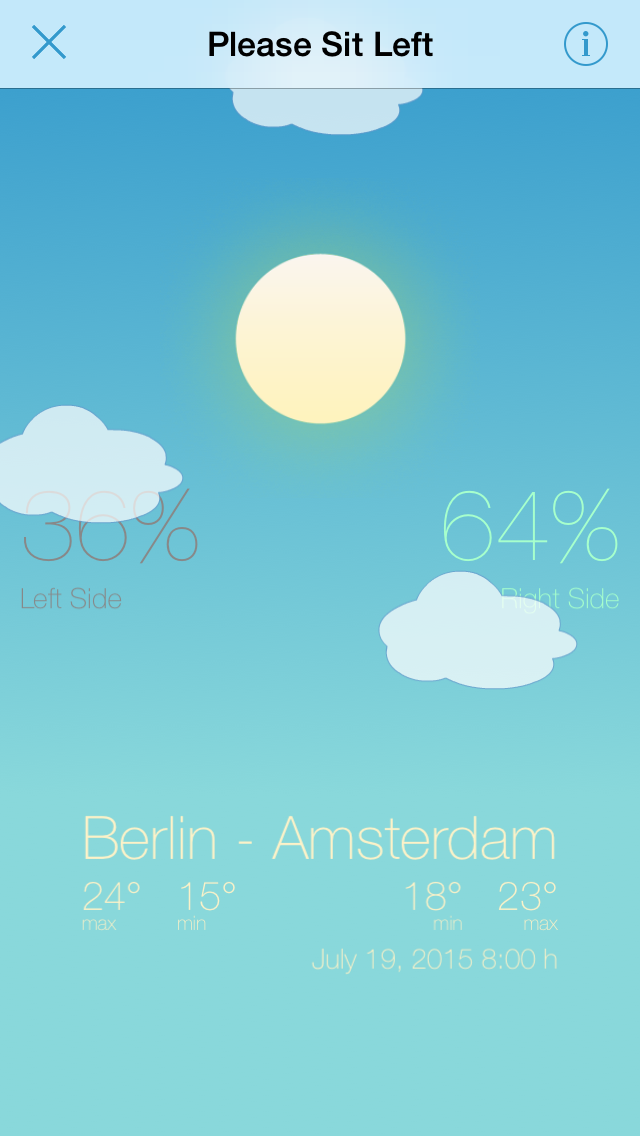 Please Sit Left
i
36%
64%
Left Side
Right Side
Berlin - Amsterdam
24° 15° 18° 23°
max min min max
July 19, 2015 8:00 h